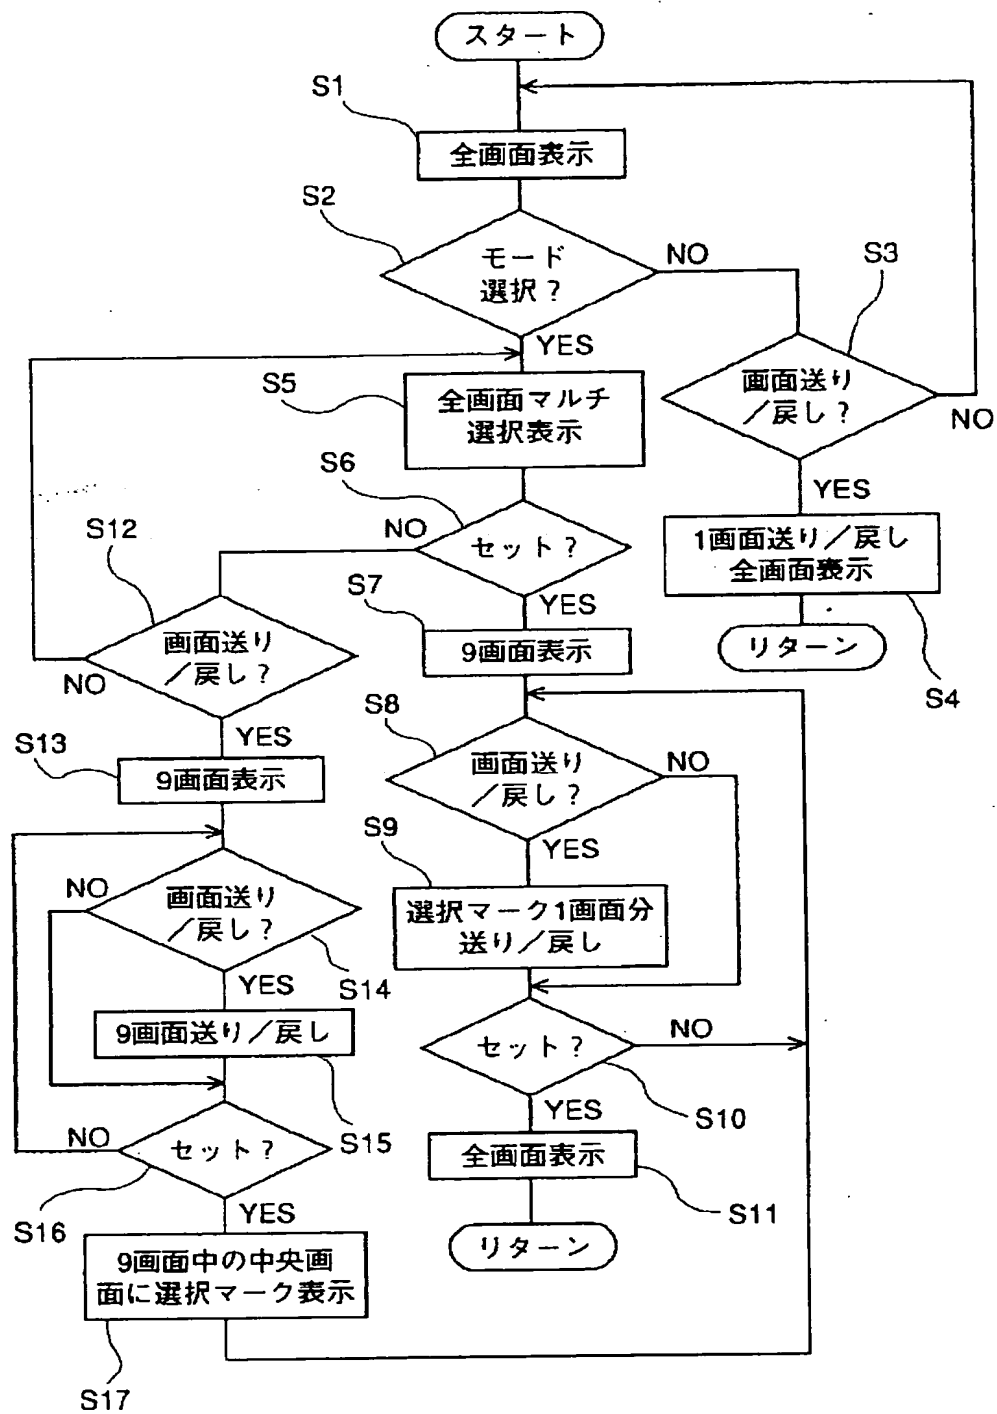 スタート
S1
全画面表示
S2
モード
選択?
NO
S3
YES
画面送り
/戻し?
NO
S5
全画面マルチ
選択表示
YES
S6
1画面送り/戻し
全画面表示
S12
NO
セット?
S7
YES
リターン
画面送り
/戻し?
NO
9画面表示
S4
S8
YES
S13
画面送り
/戻し?
NO
9画面表示
S9
YES
NO
画面送り
/戻し?
選択マーク1画面分
送り/戻し
S14
YES
9画面送り/戻し
セット?
NO
S10
YES
NO
セット?
S15
全画面表示
S16
YES
S11
リターン
9画面中の中央画
面に選択マーク表示
S17